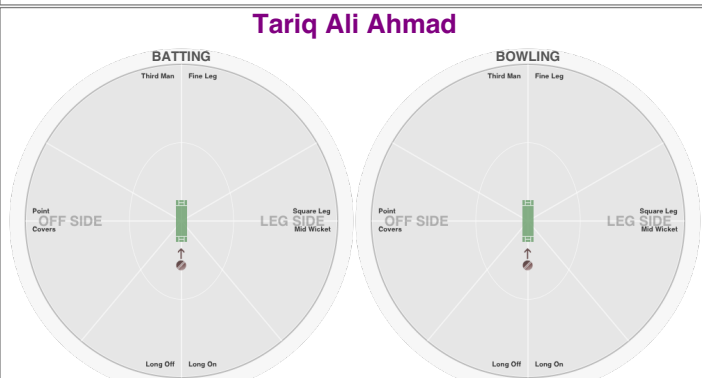 Tariq Ali Ahmad
BATTING
Third Man Fine Leg
Point
OFF SIDE
Covers
Square Leg
LEG SIDE
Mid Wicket
Long Off Long On
BOWLING
Third Man Fine Leg
Point
OFF SIDE
Covers
Square Leg
LEG SIDE
Mid Wicket
Long Off Long On